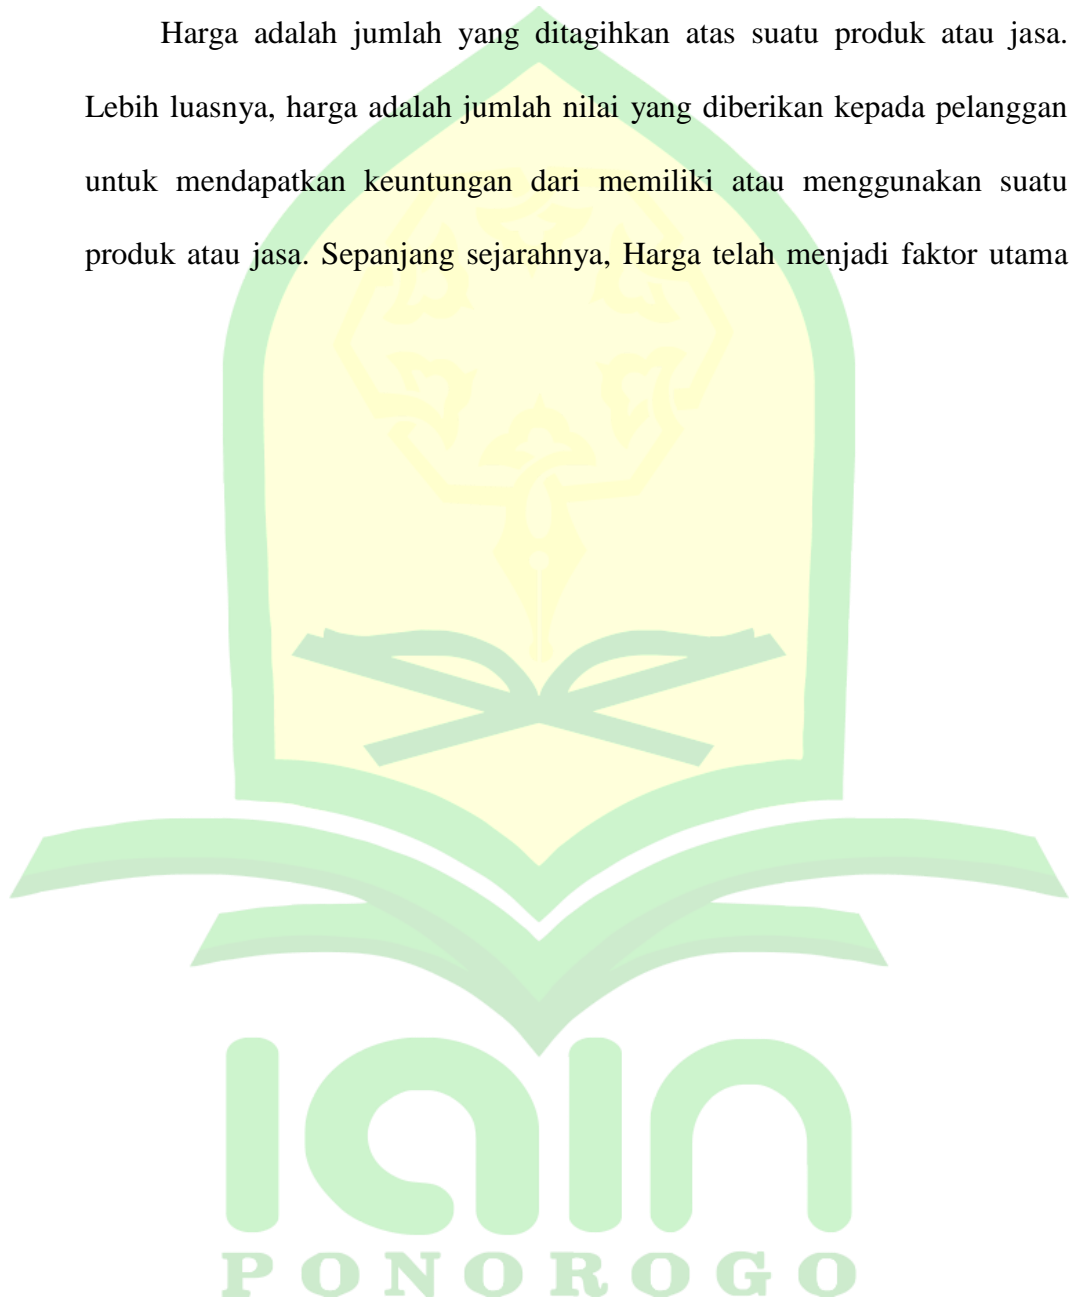 Harga adalah jumlah yang ditagihkan atas suatu produk atau jasa.
Lebih luasnya, harga adalah jumlah nilai yang diberikan kepada pelanggan
untuk mendapatkan keuntungan dari memiliki atau menggunakan suatu
produk atau jasa. Sepanjang sejarahnya, Harga telah menjadi faktor utama
IAIN
PONOROGO